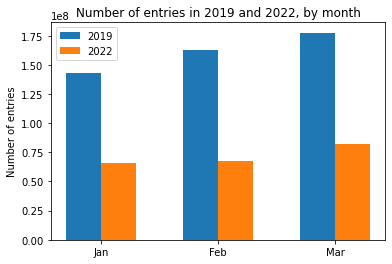 Number of entries in 2019 and 2022, by month
1e8
2019
2022
Number of entries
1.75
1.50
1.25
1.00
0.75
0.50
0.25
0.00
Jan Feb Mar